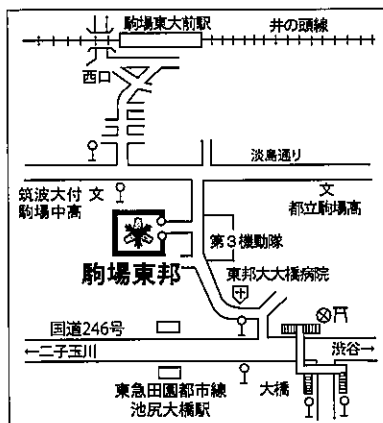 駒場東大前駅
井の頭線
西口
淡島通り
筑波大付 文
駒場中高
文
都立駒場高
第3機動隊
駒場東邦
東邦大大橋病院
国道246号
←二子玉川
渋谷→
東急田園都市線
池尻大橋駅
大橋